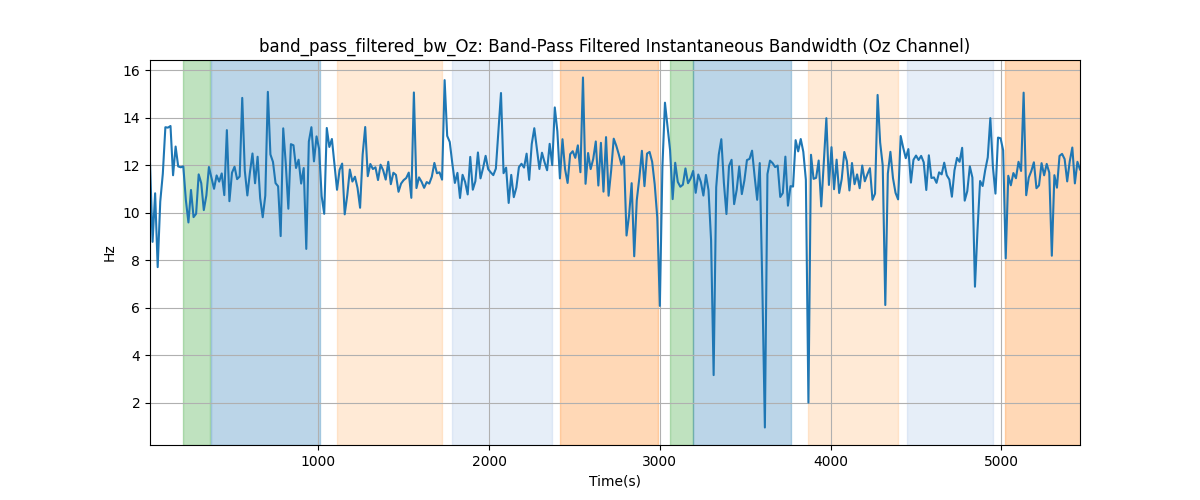 band_pass_filtered_bw_Oz: Band-Pass Filtered Instantaneous Bandwidth (Oz Channel)
16
14
12
10
8
6
4
2
Hz
1000 2000 3000 4000 5000
Time(s)